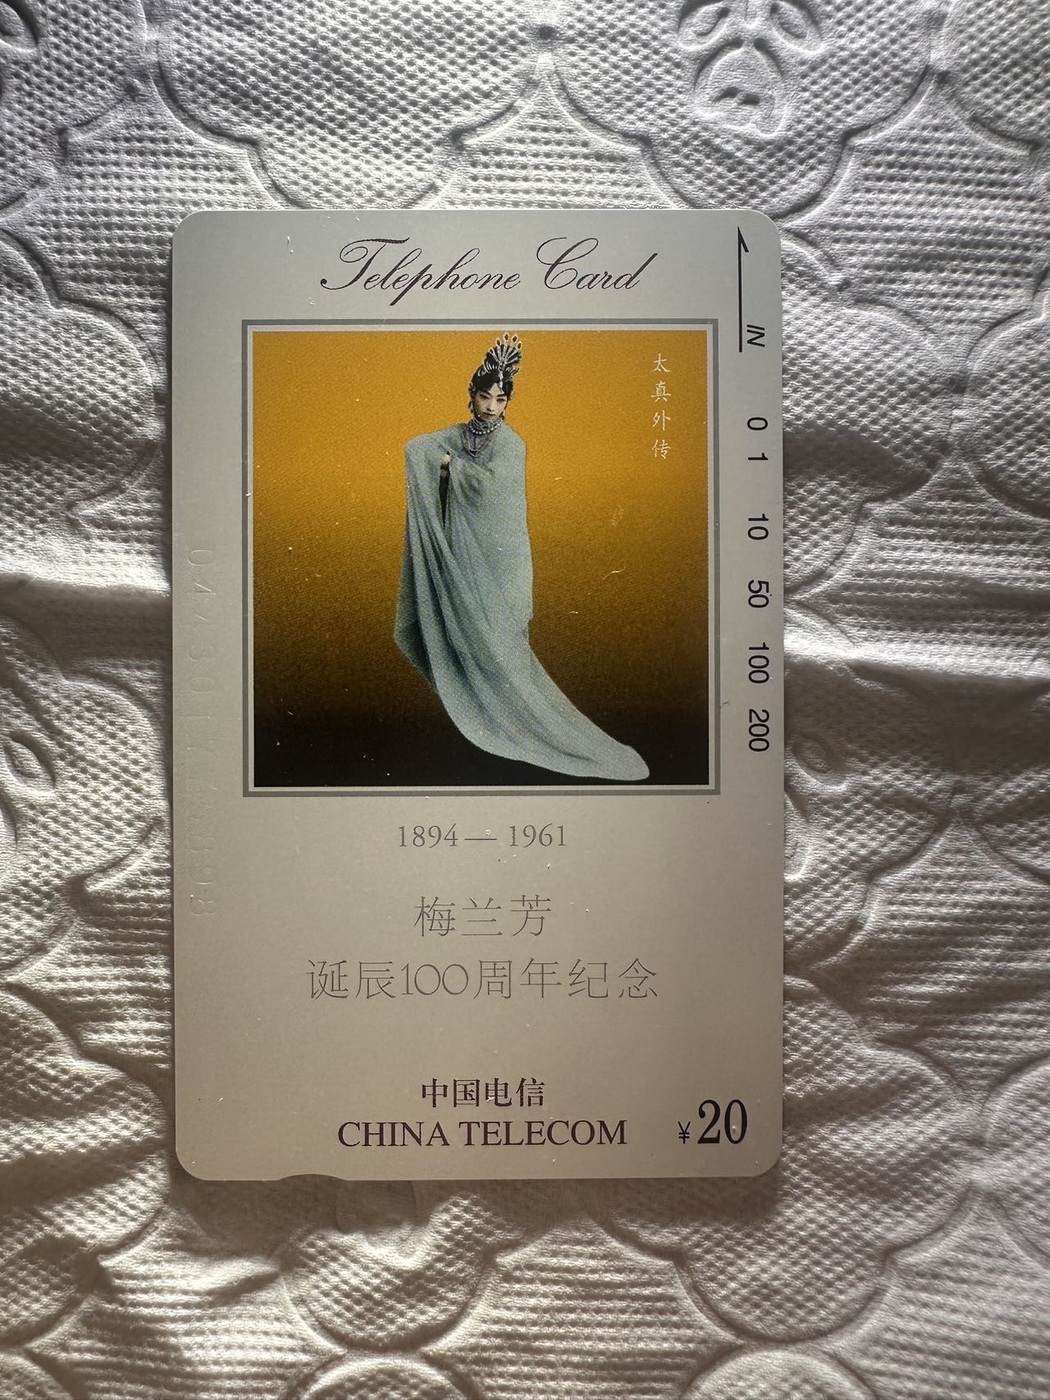 Telephone Card
IN
太真外传
0 1 10 50 100 200
1894—1961
梅兰芳
诞辰100周年纪念
中国电信
CHINA TELECOM
¥20